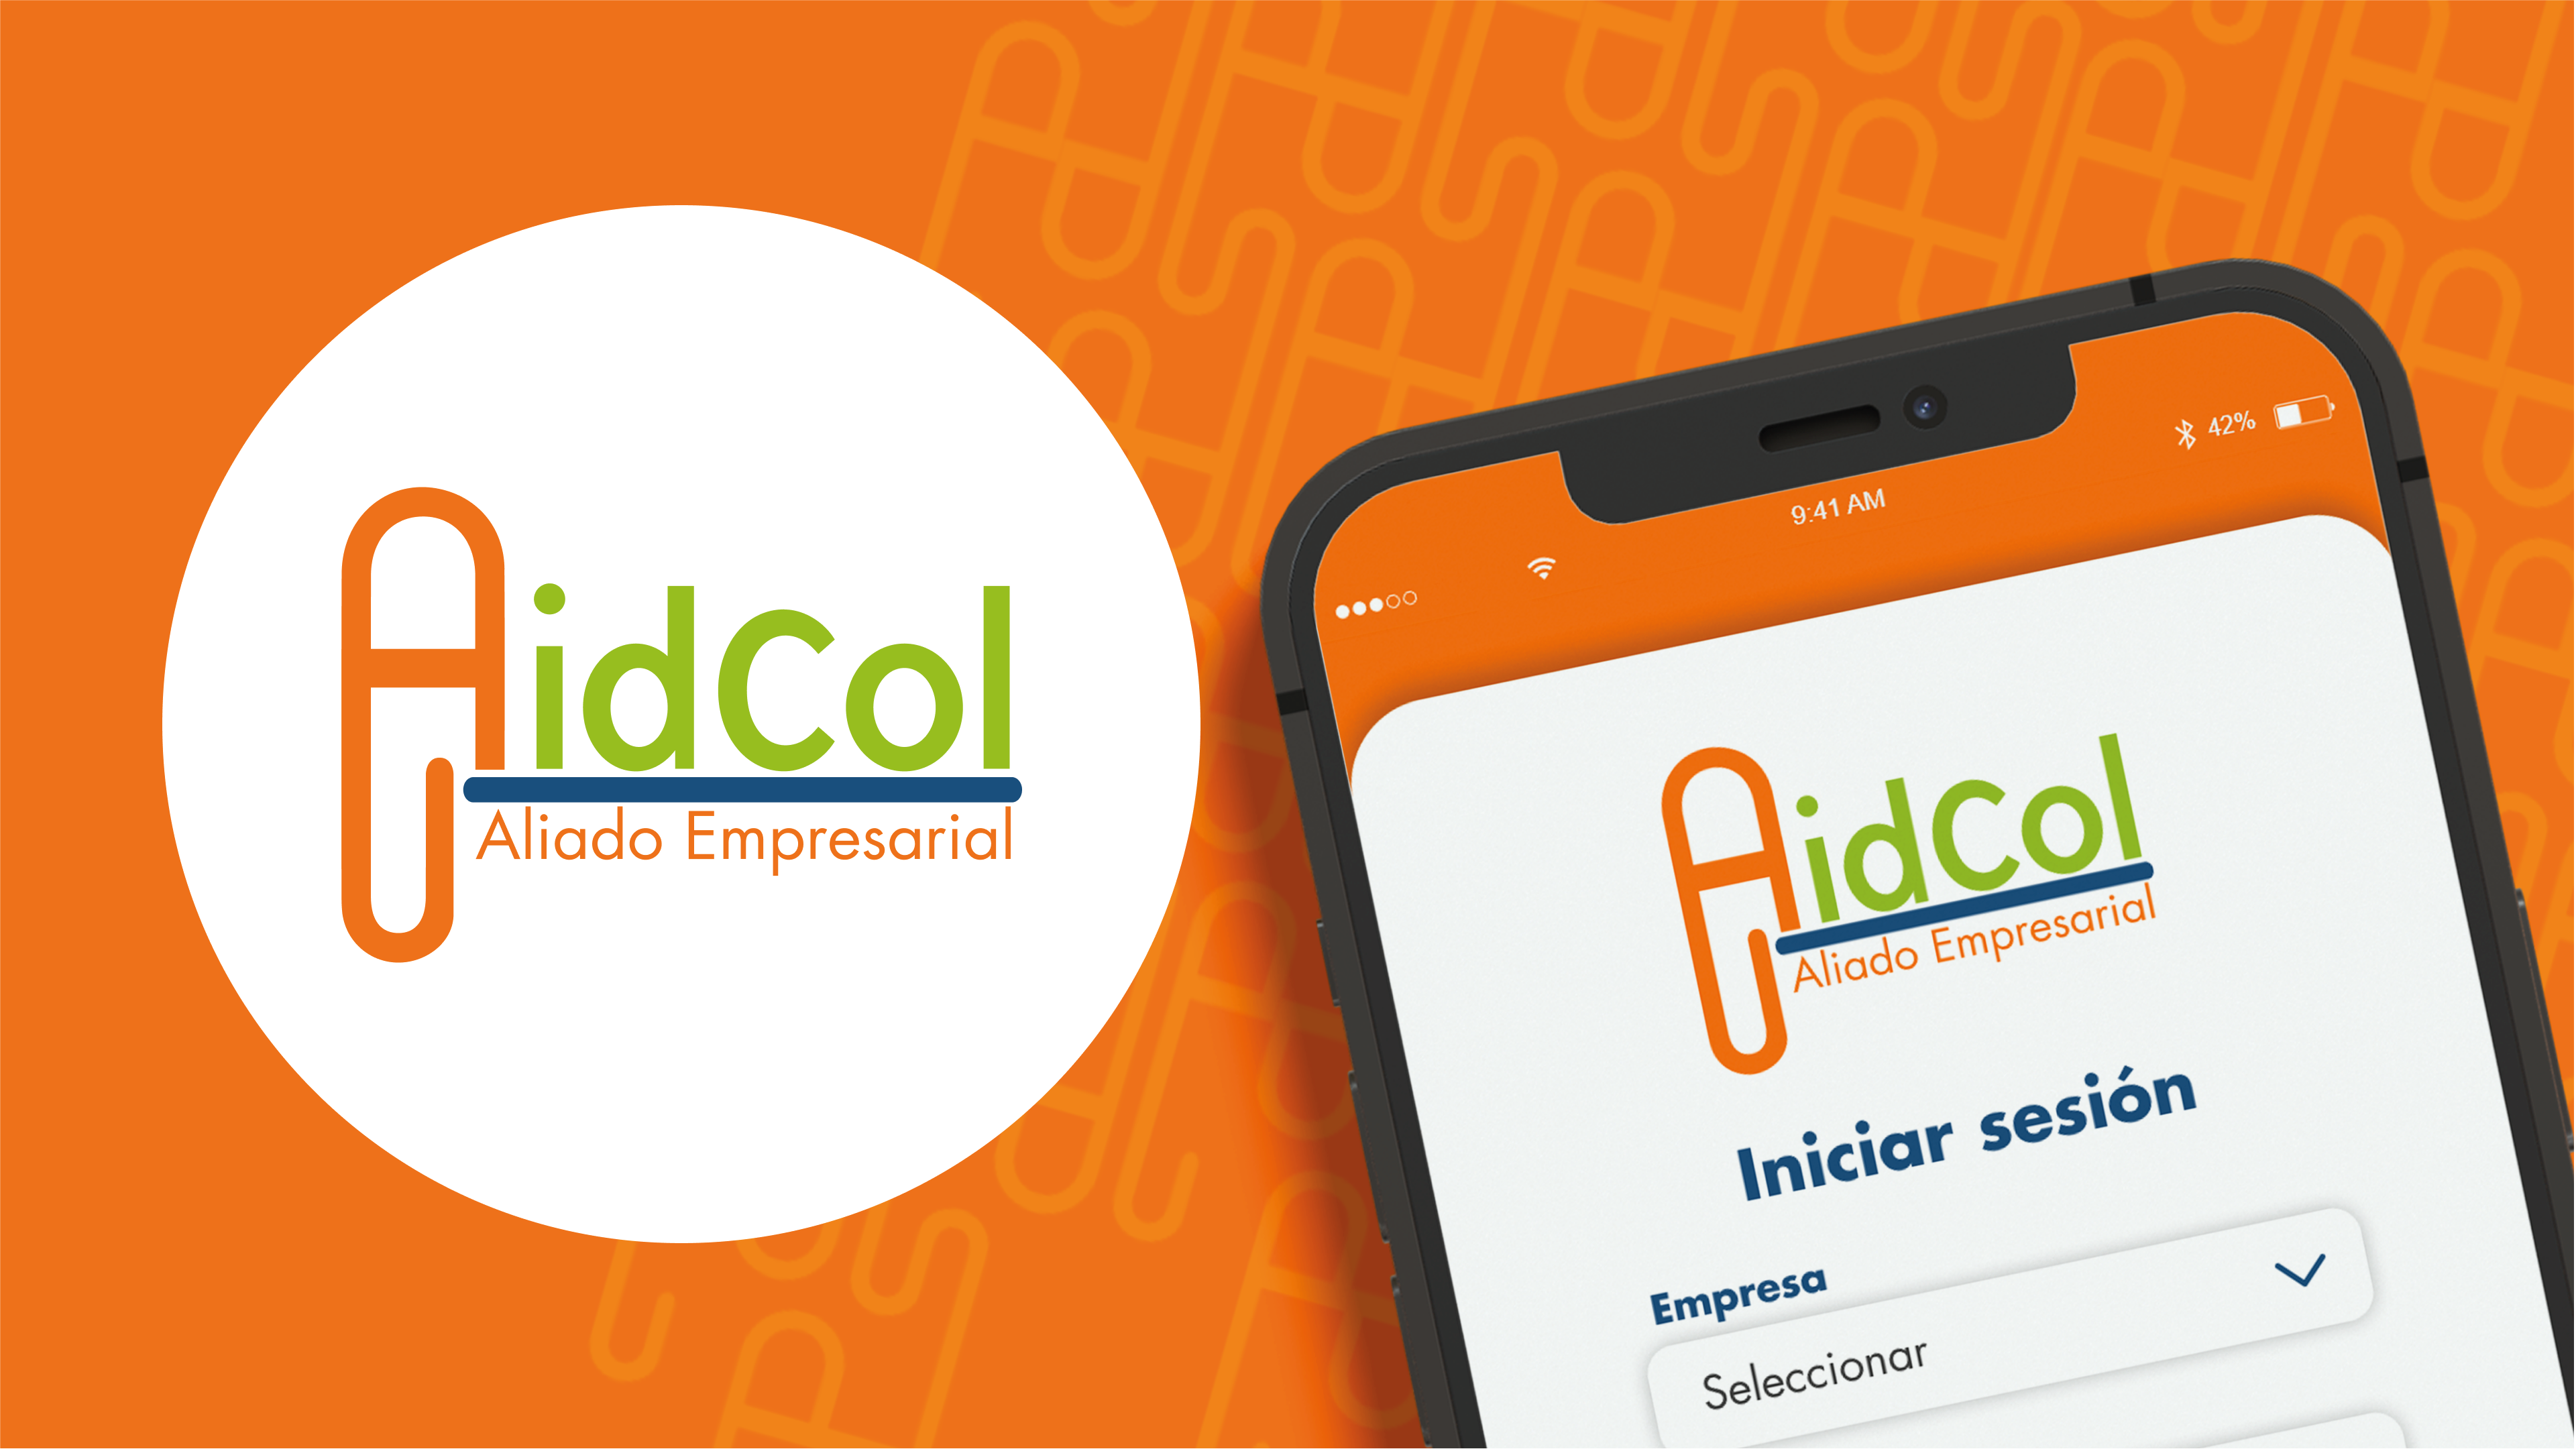 AidCol
Aliado Empresarial
9:41 AM
42%
AidCol
Aliado Empresarial
Iniciar sesión
Empresa
Seleccionar